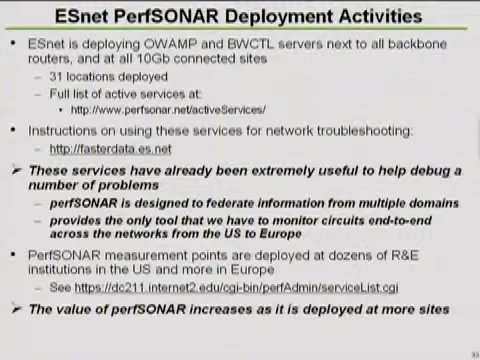 ESnet PerfSONAR Deployment Activities
• ESnet is deploying OWAMP and BWCTL servers next to all backbone
routers, and at all 10Gb connected sites
– 31 locations deployed
– Full list of active services at:
• http://www.perfsonar.net/activeServices/
• Instructions on using these services for network troubleshooting:
– http://fasterdata.es.net
➢ These services have already been extremely useful to help debug a
number of problems
– perfSONAR is designed to federate information from multiple domains
– provides the only tool that we have to monitor circuits end-to-end
across the networks from the US to Europe
• PerfSONAR measurement points are deployed at dozens of R&E
institutions in the US and more in Europe
– See https://dc211.internet2.edu/cgi-bin/perfAdmin/serviceList.cgi
➢ The value of perfSONAR increases as it is deployed at more sites